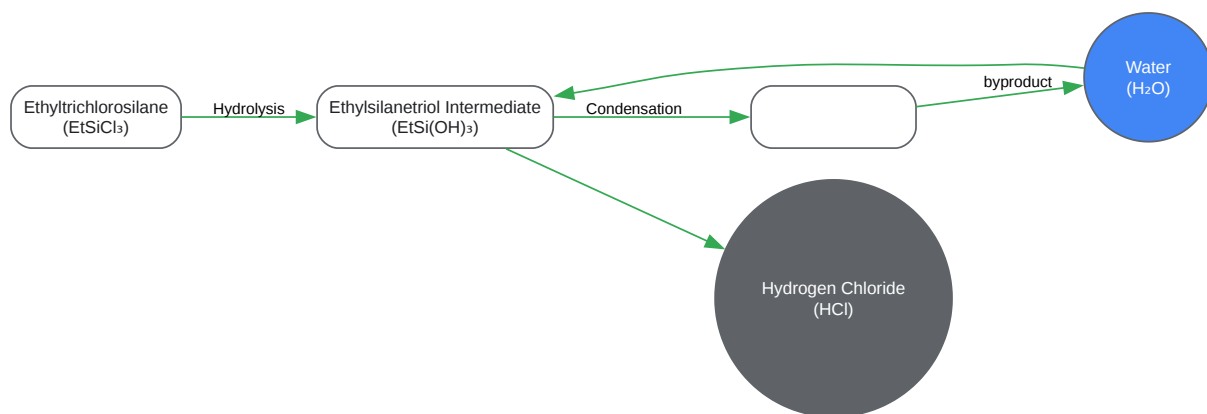 Ethyltrichlorosilane
(EtSiCl₃)
Hydrolysis
Ethylsilanetriol Intermediate
(EtSi(OH)₃)
Condensation
byproduct
Water
(H₂O)
Hydrogen Chloride
(HCl)